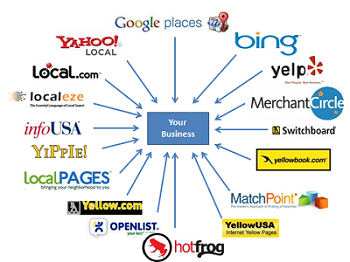 Google places
YAHOO!
LOCAL
bing
yelp
Local.com
localeze
The Essential Language of Local Search
MerchantCircle
infoUSA
Your
Business
Switchboard
YiPPIE!
yellowbook.com
LocalPAGES
bringing your neighborhood to you
MatchPoint
Yellow.com
YellowUSA
Internet Yellow Pages
OPENLIST
hotfrog